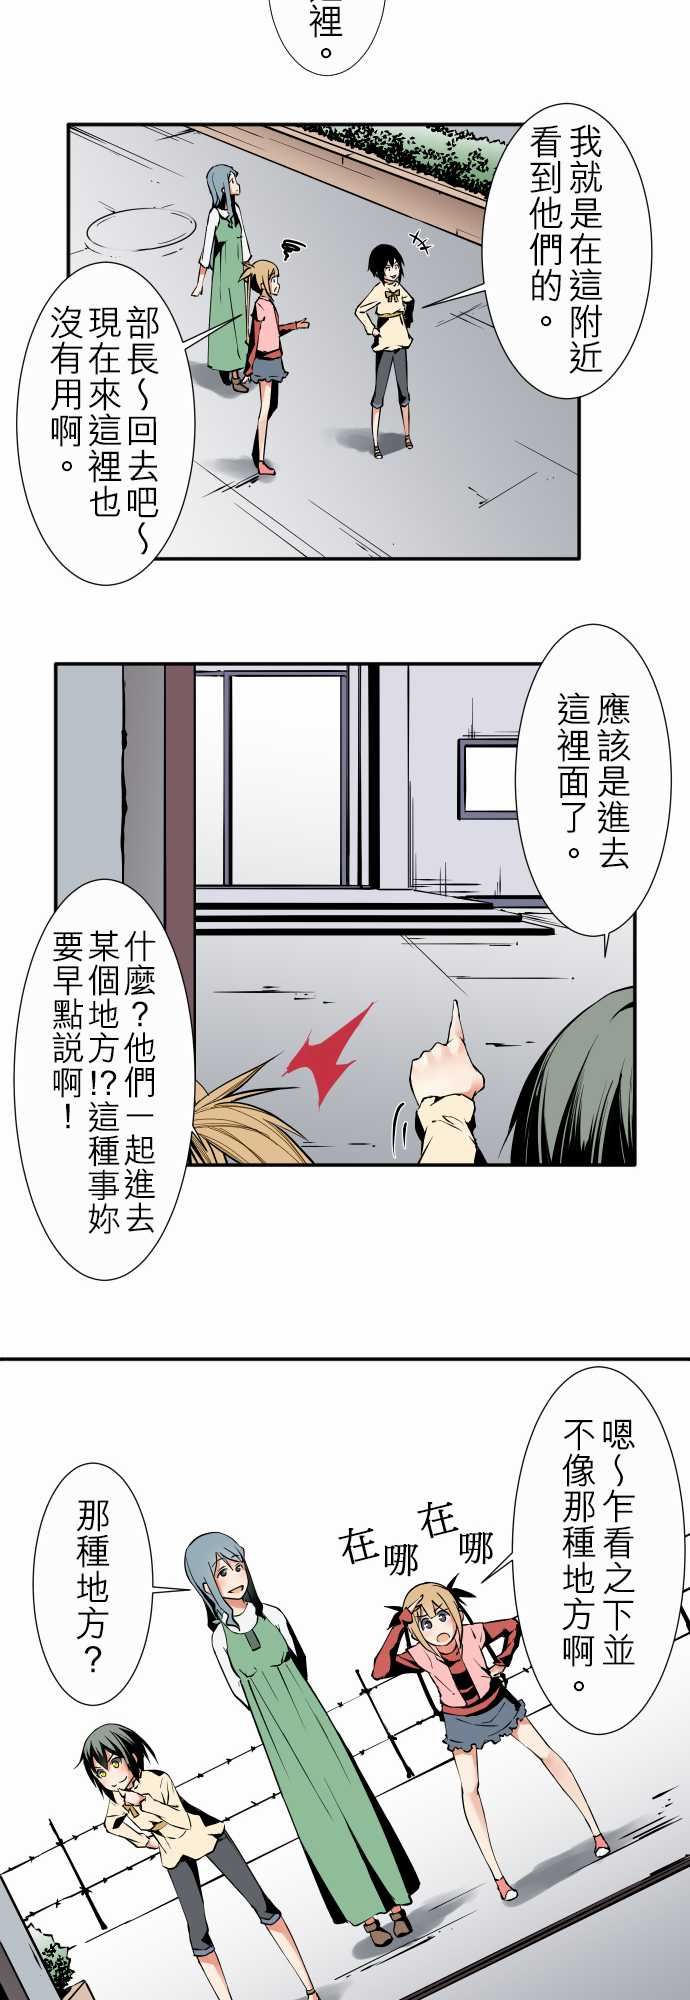 裡。
我就是在這附近
看到他們的。
部長～回去吧～
現在來這裡也
沒有用啊。
應該是進去
這裡面了。
什麼？他們一起進去
某個地方!?這種事妳
要早點説啊！
嗯～乍看之下並
不像那種地方啊。
在哪
在哪
那種地方？